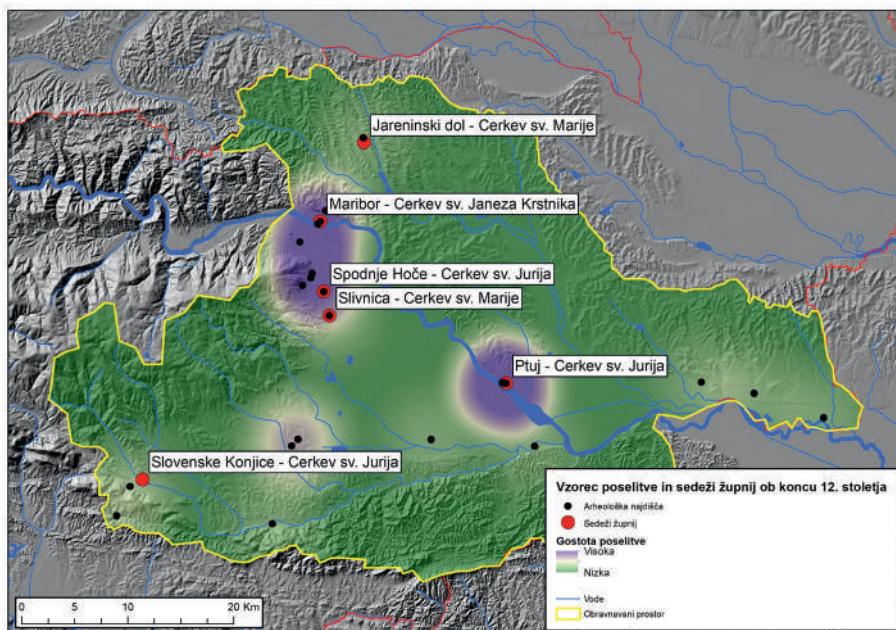 Jareninski dol - Cerkev sv. Marije
Maribor - Cerkev sv. Janeza Krstnika
Spodnje Hoče - Cerkev sv. Jurija
Slivnica - Cerkev sv. Marije
Ptuj - Cerkev sv. Jurija
Slovenske Konjice - Cerkev sv. Jurija
Vzorec poselitve in sedeži župnij ob koncu 12. stoletja
Arheološka najdišča
Sedeži župnij
Gostota poselitve
Visoka
Nizka
Vode
Obravnavani prostor
0 5 10 20 Km